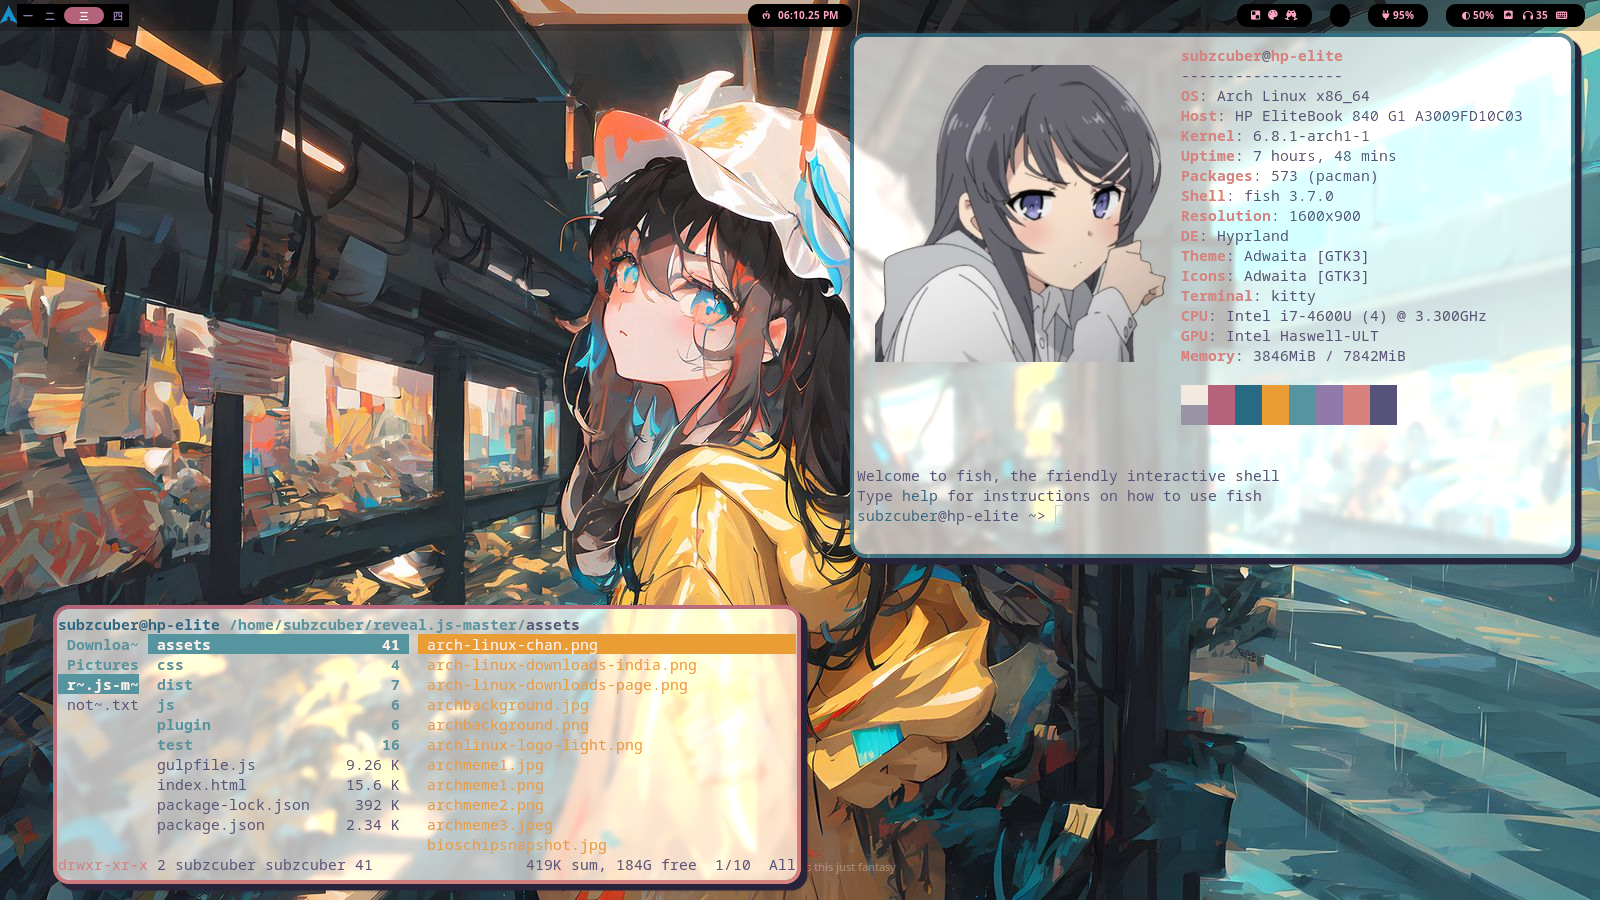 一 二 三 四
06:10.25 PM
95%
50% 35
subzcuber@hp-elite
------------------
OS: Arch Linux x86_64
Host: HP EliteBook 840 G1 A3009FD10C03
Kernel: 6.8.1-arch1-1
Uptime: 7 hours, 48 mins
Packages: 573 (pacman)
Shell: fish 3.7.0
Resolution: 1600x900
DE: Hyprland
Theme: Adwaita [GTK3]
Icons: Adwaita [GTK3]
Terminal: kitty
CPU: Intel i7-4600U (4) @ 3.300GHz
GPU: Intel Haswell-ULT
Memory: 3846MiB / 7842MiB
Welcome to fish, the friendly interactive shell
Type help for instructions on how to use fish
subzcuber@hp-elite ~>
subzcuber@hp-elite /home/subzcuber/reveal.js-master/assets
Downloa~ assets 41 arch-linux-chan.png
Pictures css 4 arch-linux-downloads-india.png
r~.js-m~ dist 7 arch-linux-downloads-page.png
not~.txt js 6 archbackground.jpg
plugin 6 archbackground.png
test 16 archlinux-logo-light.png
gulpfile.js 9.26 K archmeme1.jpg
index.html 15.6 K archmeme1.png
package-lock.json 392 K archmeme2.png
package.json 2.34 K archmeme3.jpeg
bioschipsnapshot.jpg
drwxr-xr-x 2 subzcuber subzcuber 41 419K sum, 184G free 1/10 All
this just fantasy